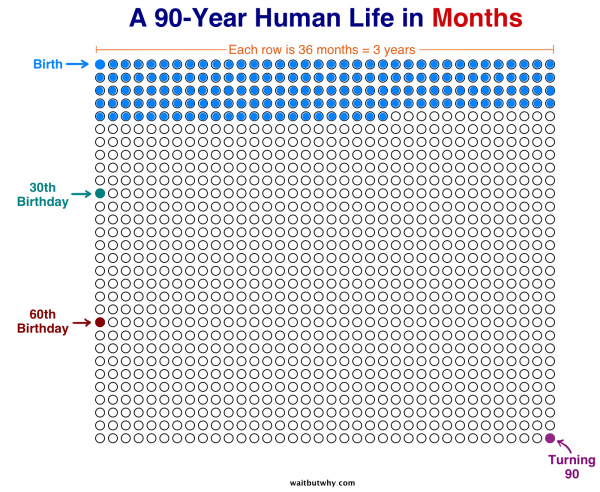 A 90-Year Human Life in Months
Each row is 36 months = 3 years
Birth
30th
Birthday
60th
Birthday
Turning
90
waitbutwhy.com